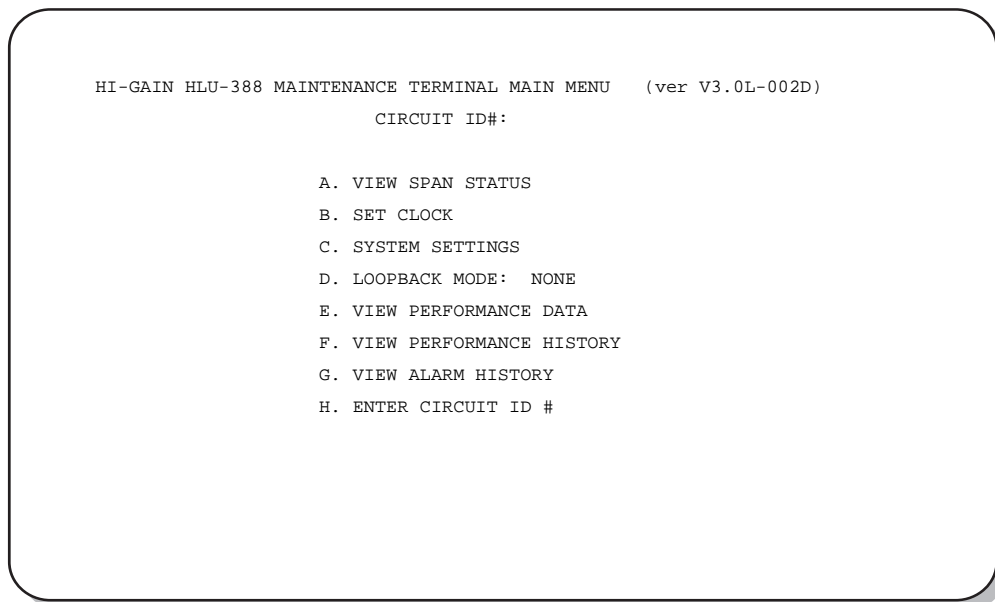 HI-GAIN HLU-388 MAINTENANCE TERMINAL MAIN MENU (ver V3.0L-002D)
CIRCUIT ID#:
A. VIEW SPAN STATUS
B. SET CLOCK
C. SYSTEM SETTINGS
D. LOOPBACK MODE: NONE
E. VIEW PERFORMANCE DATA
F. VIEW PERFORMANCE HISTORY
G. VIEW ALARM HISTORY
H. ENTER CIRCUIT ID #